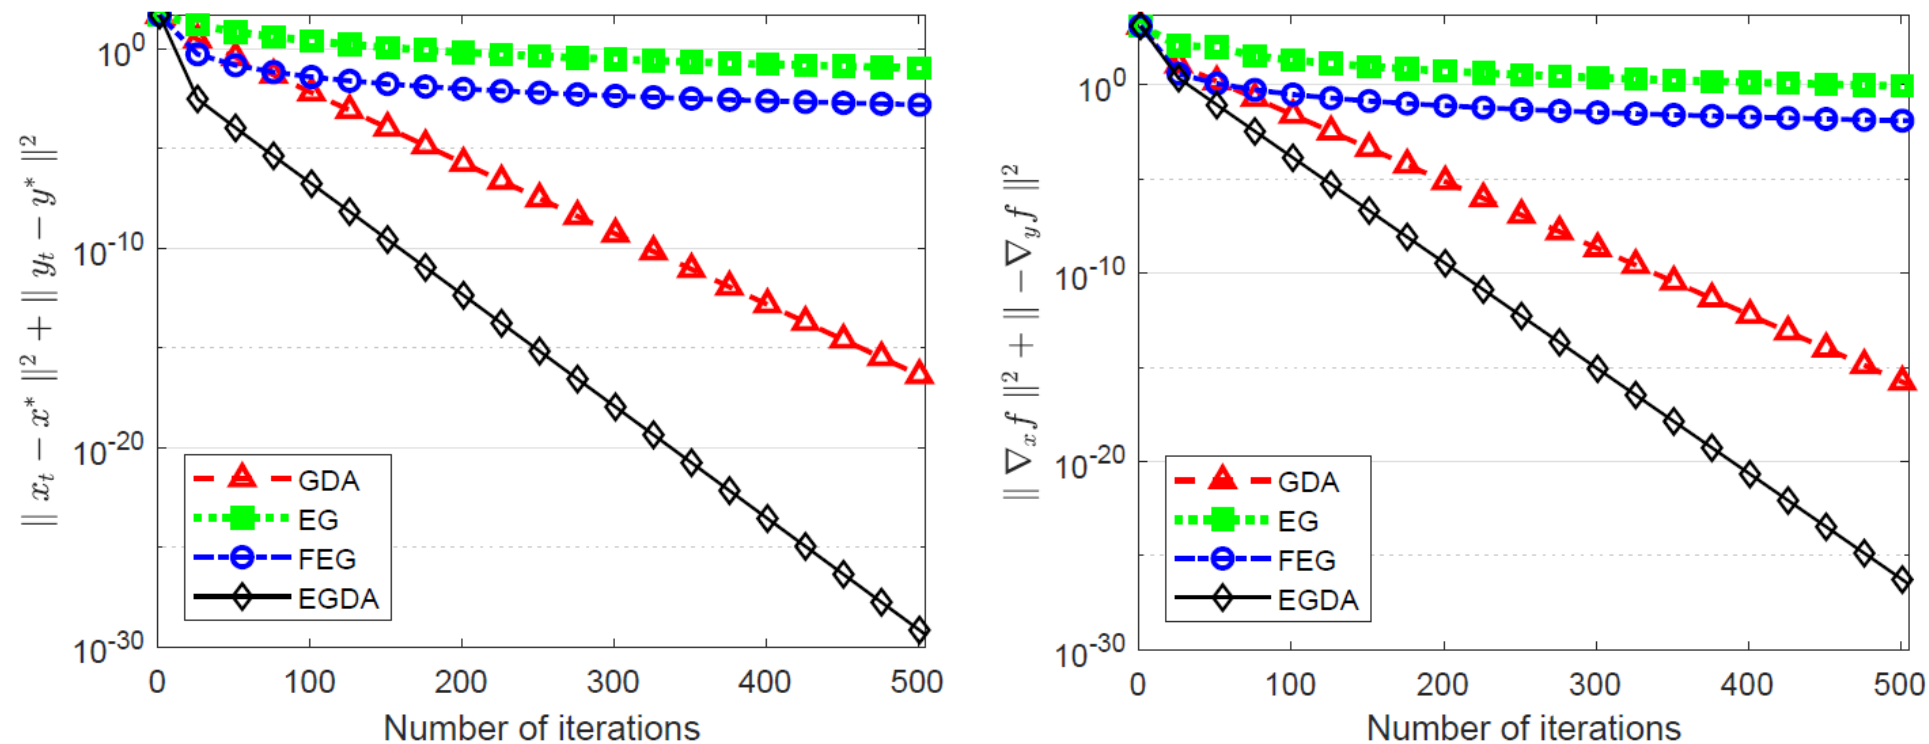 ‖ x_t − x^* ‖^2 + ‖ y_t − y^* ‖^2
10^0
10^-10
10^-20
10^-30
GDA
EG
FEG
EGDA
0 100 200 300 400 500
Number of iterations
‖ ∇_x f ‖^2 + ‖ −∇_y f ‖^2
10^0
10^-10
10^-20
10^-30
GDA
EG
FEG
EGDA
0 100 200 300 400 500
Number of iterations